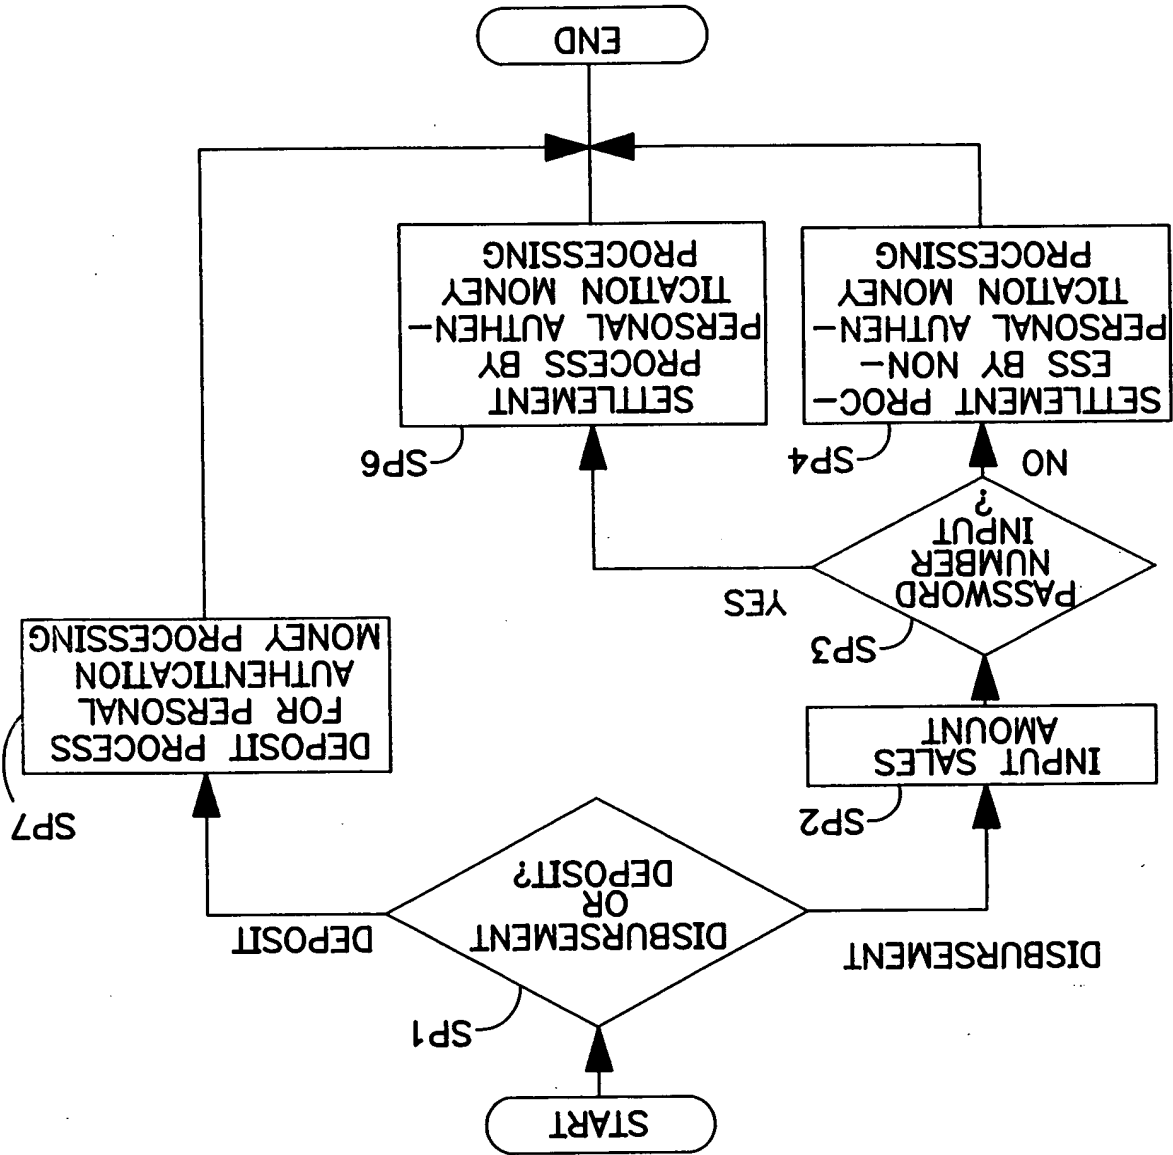 START
SP1
DISBURSEMENT
OR
DEPOSIT?
DISBURSEMENT
DEPOSIT
SP2
INPUT SALES
AMOUNT
SP7
DEPOSIT PROCESS
FOR PERSONAL
AUTHENTICATION
MONEY PROCESSING
SP3
PASSWORD
NUMBER
INPUT
?
YES
NO
SP4
SETTLEMENT PROC-
ESS BY NON-
PERSONAL AUTHEN-
TICATION MONEY
PROCESSING
SP6
SETTLEMENT
PROCESS BY
PERSONAL AUTHEN-
TICATION MONEY
PROCESSING
END